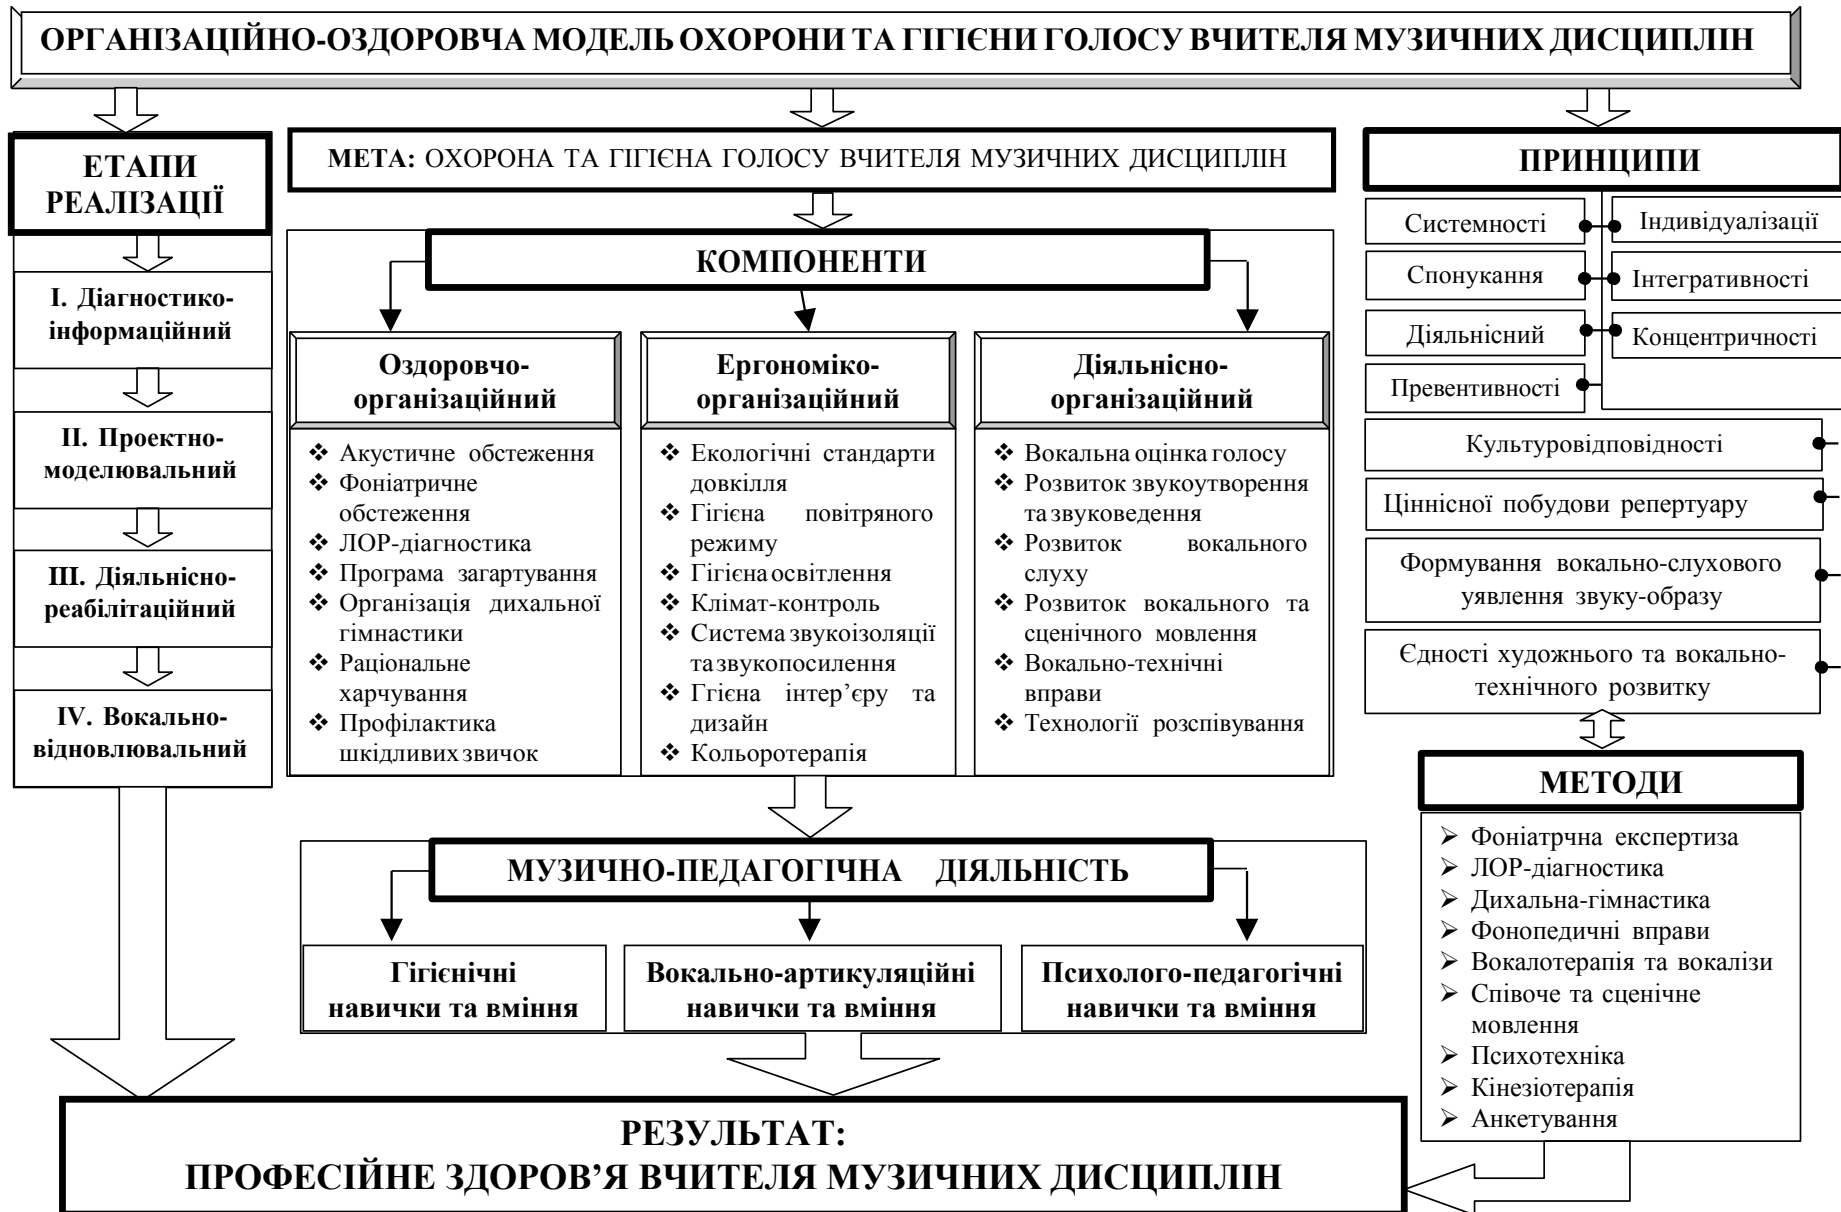 ОРГАНІЗАЦІЙНО-ОЗДОРОВЧА МОДЕЛЬ ОХОРОНИ ТА ГІГІЄНИ ГОЛОСУ ВЧИТЕЛЯ МУЗИЧНИХ ДИСЦИПЛІН
ЕТАПИ
РЕАЛІЗАЦІЇ
І. Діагностико-
інформаційний
ІІ. Проектно-
моделювальний
ІІІ. Діяльнісно-
реабілітаційний
IV. Вокально-
відновлювальний
МЕТА: ОХОРОНА ТА ГІГІЄНА ГОЛОСУ ВЧИТЕЛЯ МУЗИЧНИХ ДИСЦИПЛІН
КОМПОНЕНТИ
Оздоровчо-
організаційний
❖ Акустичне обстеження
❖ Фоніатричне
обстеження
❖ ЛОР-діагностика
❖ Програма загартування
❖ Організація дихальної
гімнастики
❖ Раціональне
харчування
❖ Профілактика
шкідливих звичок
Ергономіко-
організаційний
❖ Екологічні стандарти
довкілля
❖ Гігієна повітряного
режиму
❖ Гігієна освітлення
❖ Клімат-контроль
❖ Система звукоізоляції
та звукопосилення
❖ Ггієна інтер’єру та
дизайн
❖ Кольоротерапія
Діяльнісно-
організаційний
❖ Вокальна оцінка голосу
❖ Розвиток звукоутворення
та звуковедення
❖ Розвиток вокального
слуху
❖ Розвиток вокального та
сценічного мовлення
❖ Вокально-технічні
вправи
❖ Технології розспівування
МУЗИЧНО-ПЕДАГОГІЧНА ДІЯЛЬНІСТЬ
Гігієнічні
навички та вміння
Вокально-артикуляційні
навички та вміння
Психолого-педагогічні
навички та вміння
ПРИНЦИПИ
Системності
Індивідуалізації
Спонукання
Інтегративності
Діяльнісний
Концентричності
Превентивності
Культуровідповідності
Ціннісної побудови репертуару
Формування вокально-слухового
уявлення звуку-образу
Єдності художнього та вокально-
технічного розвитку
МЕТОДИ
➢ Фоніатрчна експертиза
➢ ЛОР-діагностика
➢ Дихальна-гімнастика
➢ Фонопедичні вправи
➢ Вокалотерапія та вокалізи
➢ Співоче та сценічне
мовлення
➢ Психотехніка
➢ Кінезіотерапія
➢ Анкетування
РЕЗУЛЬТАТ:
ПРОФЕСІЙНЕ ЗДОРОВ’Я ВЧИТЕЛЯ МУЗИЧНИХ ДИСЦИПЛІН